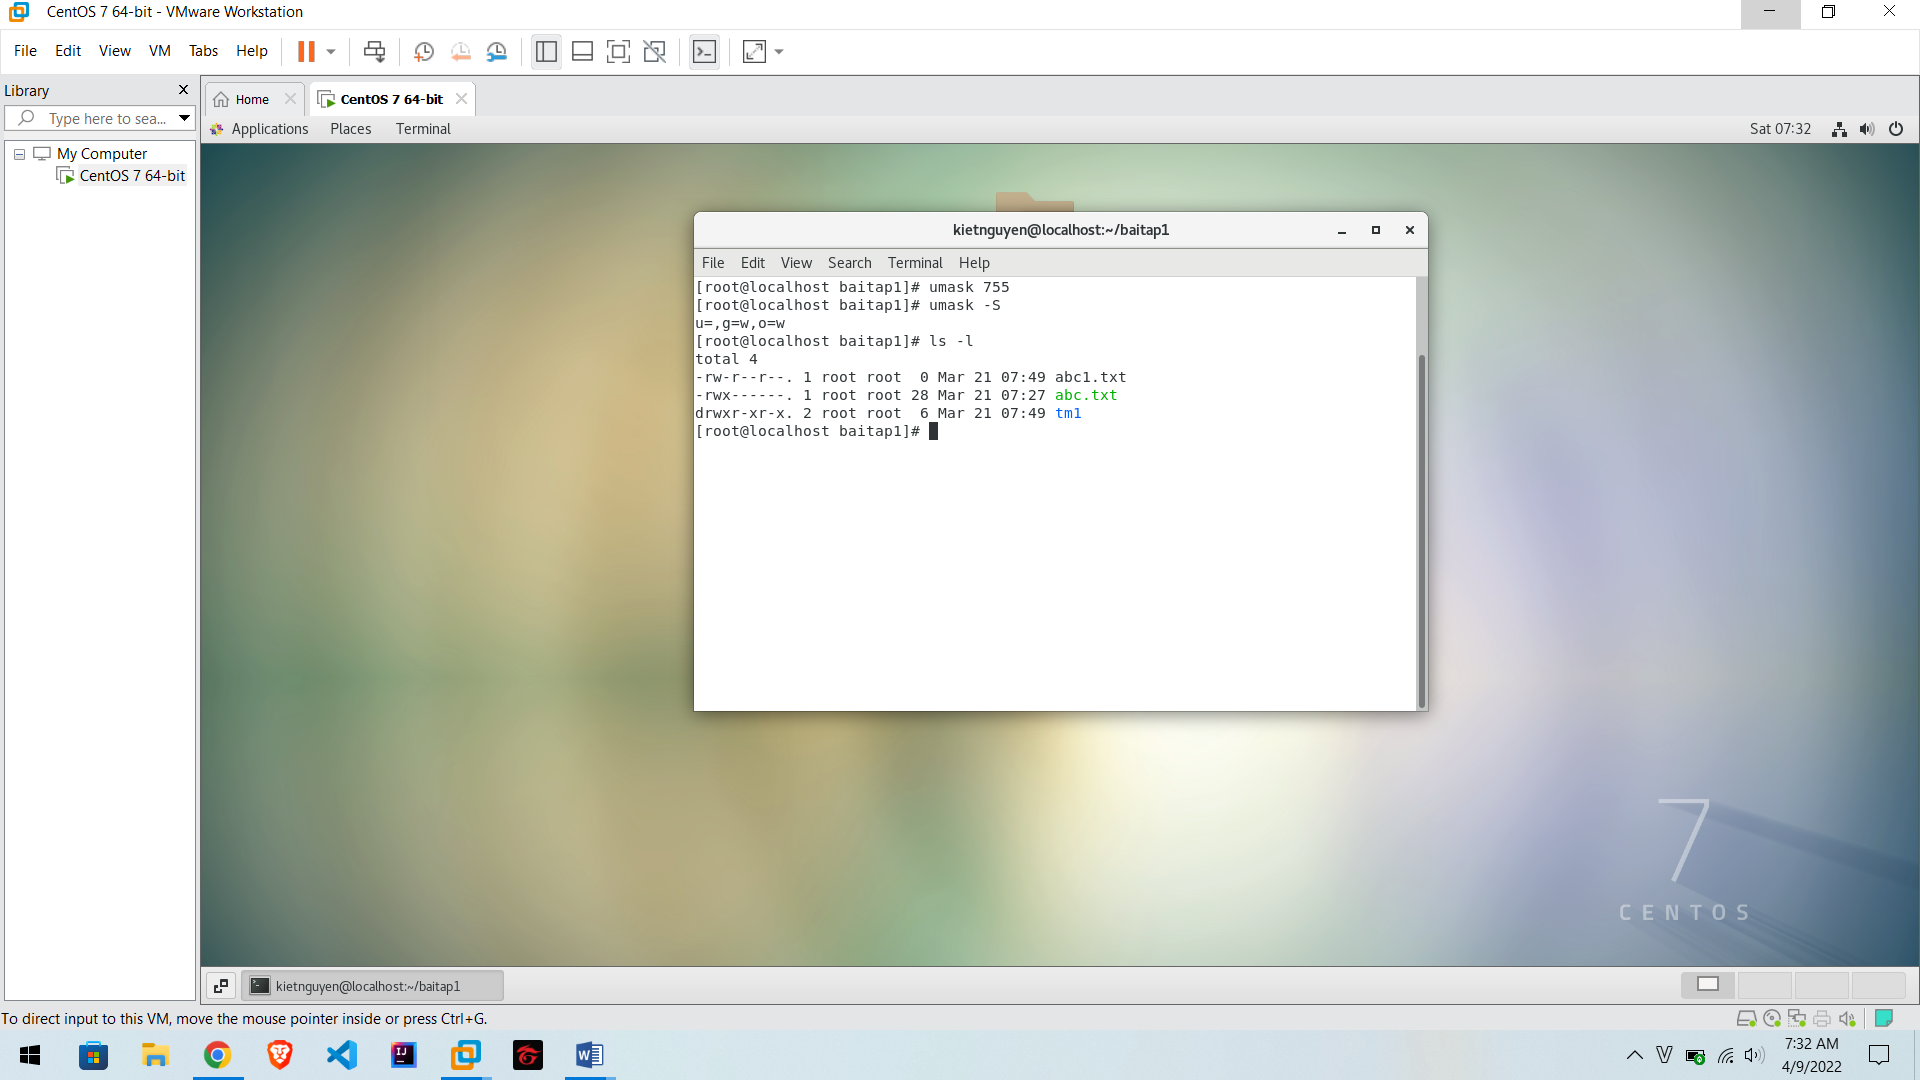 CentOS 7 64-bit - VMware Workstation
File Edit View VM Tabs Help
Library
Type here to sea...
My Computer
CentOS 7 64-bit
Home
CentOS 7 64-bit
Applications Places Terminal
Sat 07:32
kietnguyen@localhost:~/baitap1
File Edit View Search Terminal Help
[root@localhost baitap1]# umask 755
[root@localhost baitap1]# umask -S
u=,g=w,o=w
[root@localhost baitap1]# ls -l
total 4
-rw-r--r--. 1 root root  0 Mar 21 07:49 abc1.txt
-rwx------. 1 root root 28 Mar 21 07:27 abc.txt
drwxr-xr-x. 2 root root  6 Mar 21 07:49 tm1
[root@localhost baitap1]#
7
CENTOS
kietnguyen@localhost:~/baitap1
To direct input to this VM, move the mouse pointer inside or press Ctrl+G.
IJ
W
V
7:32 AM
4/9/2022